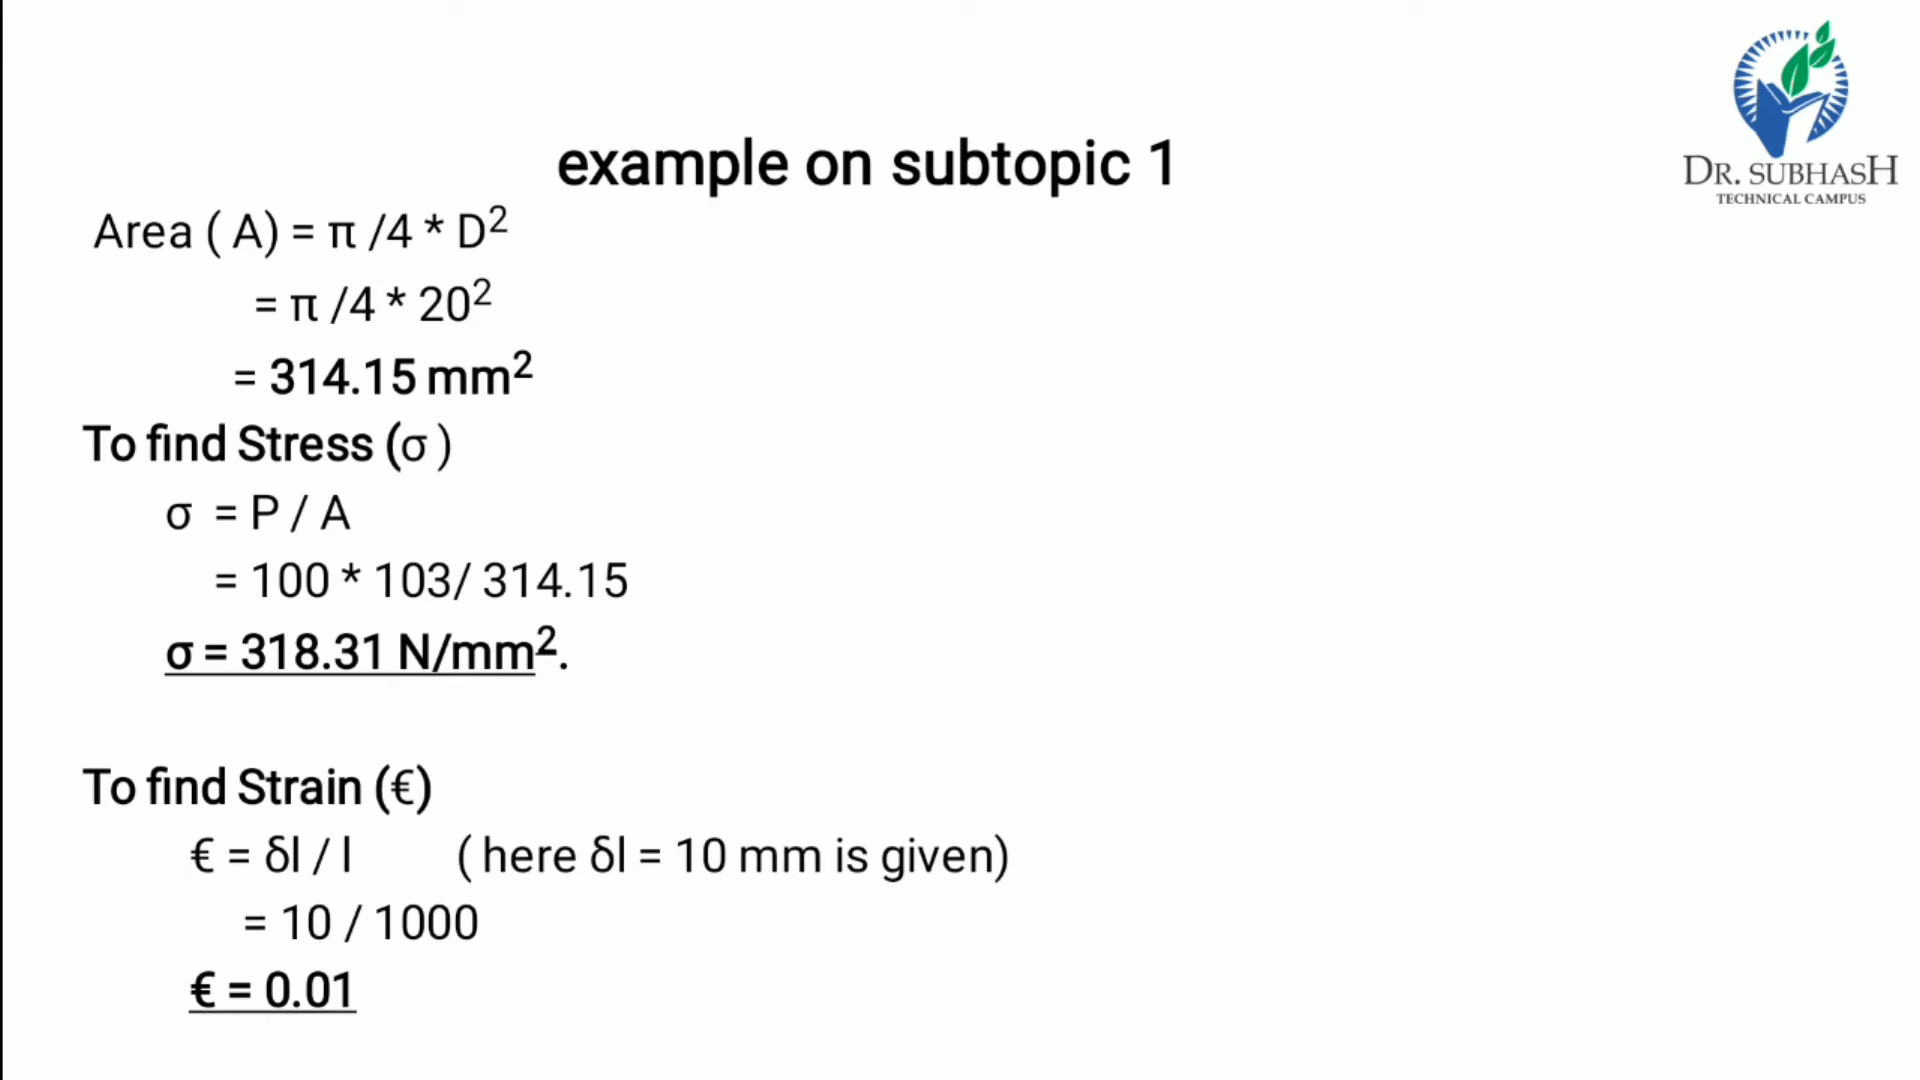 DR. SUBHASH
TECHNICAL CAMPUS
example on subtopic 1
Area ( A) = π /4 * D²
= π /4 * 20²
= 314.15 mm²
To find Stress (σ )
σ = P / A
= 100 * 103/ 314.15
σ = 318.31 N/mm².
To find Strain (€)
€ = δl / l ( here δl = 10 mm is given)
= 10 / 1000
€ = 0.01